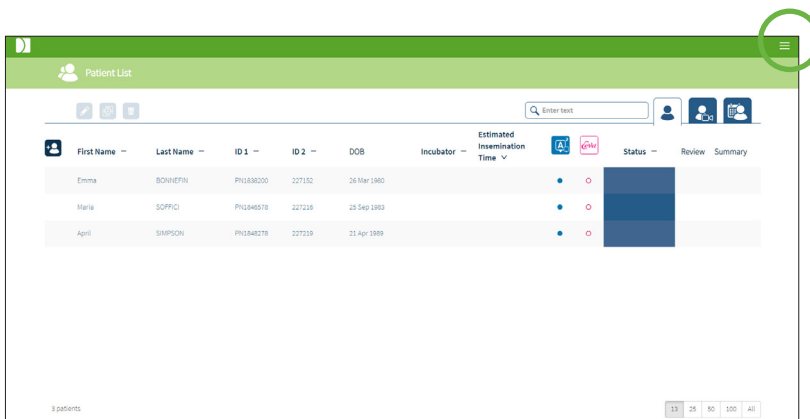 Patient List
Enter text
First Name – Last Name – ID 1 – ID 2 – DOB Incubator – Estimated Insemination Time A Geri Status – Review Summary
Emma BONNEFIN PN1838200 227152 26 Mar 1980
Maria SOFFICI PN1846578 227216 25 Sep 1983
April SIMPSON PN1848278 227219 21 Apr 1989
3 patients 13 25 50 100 All